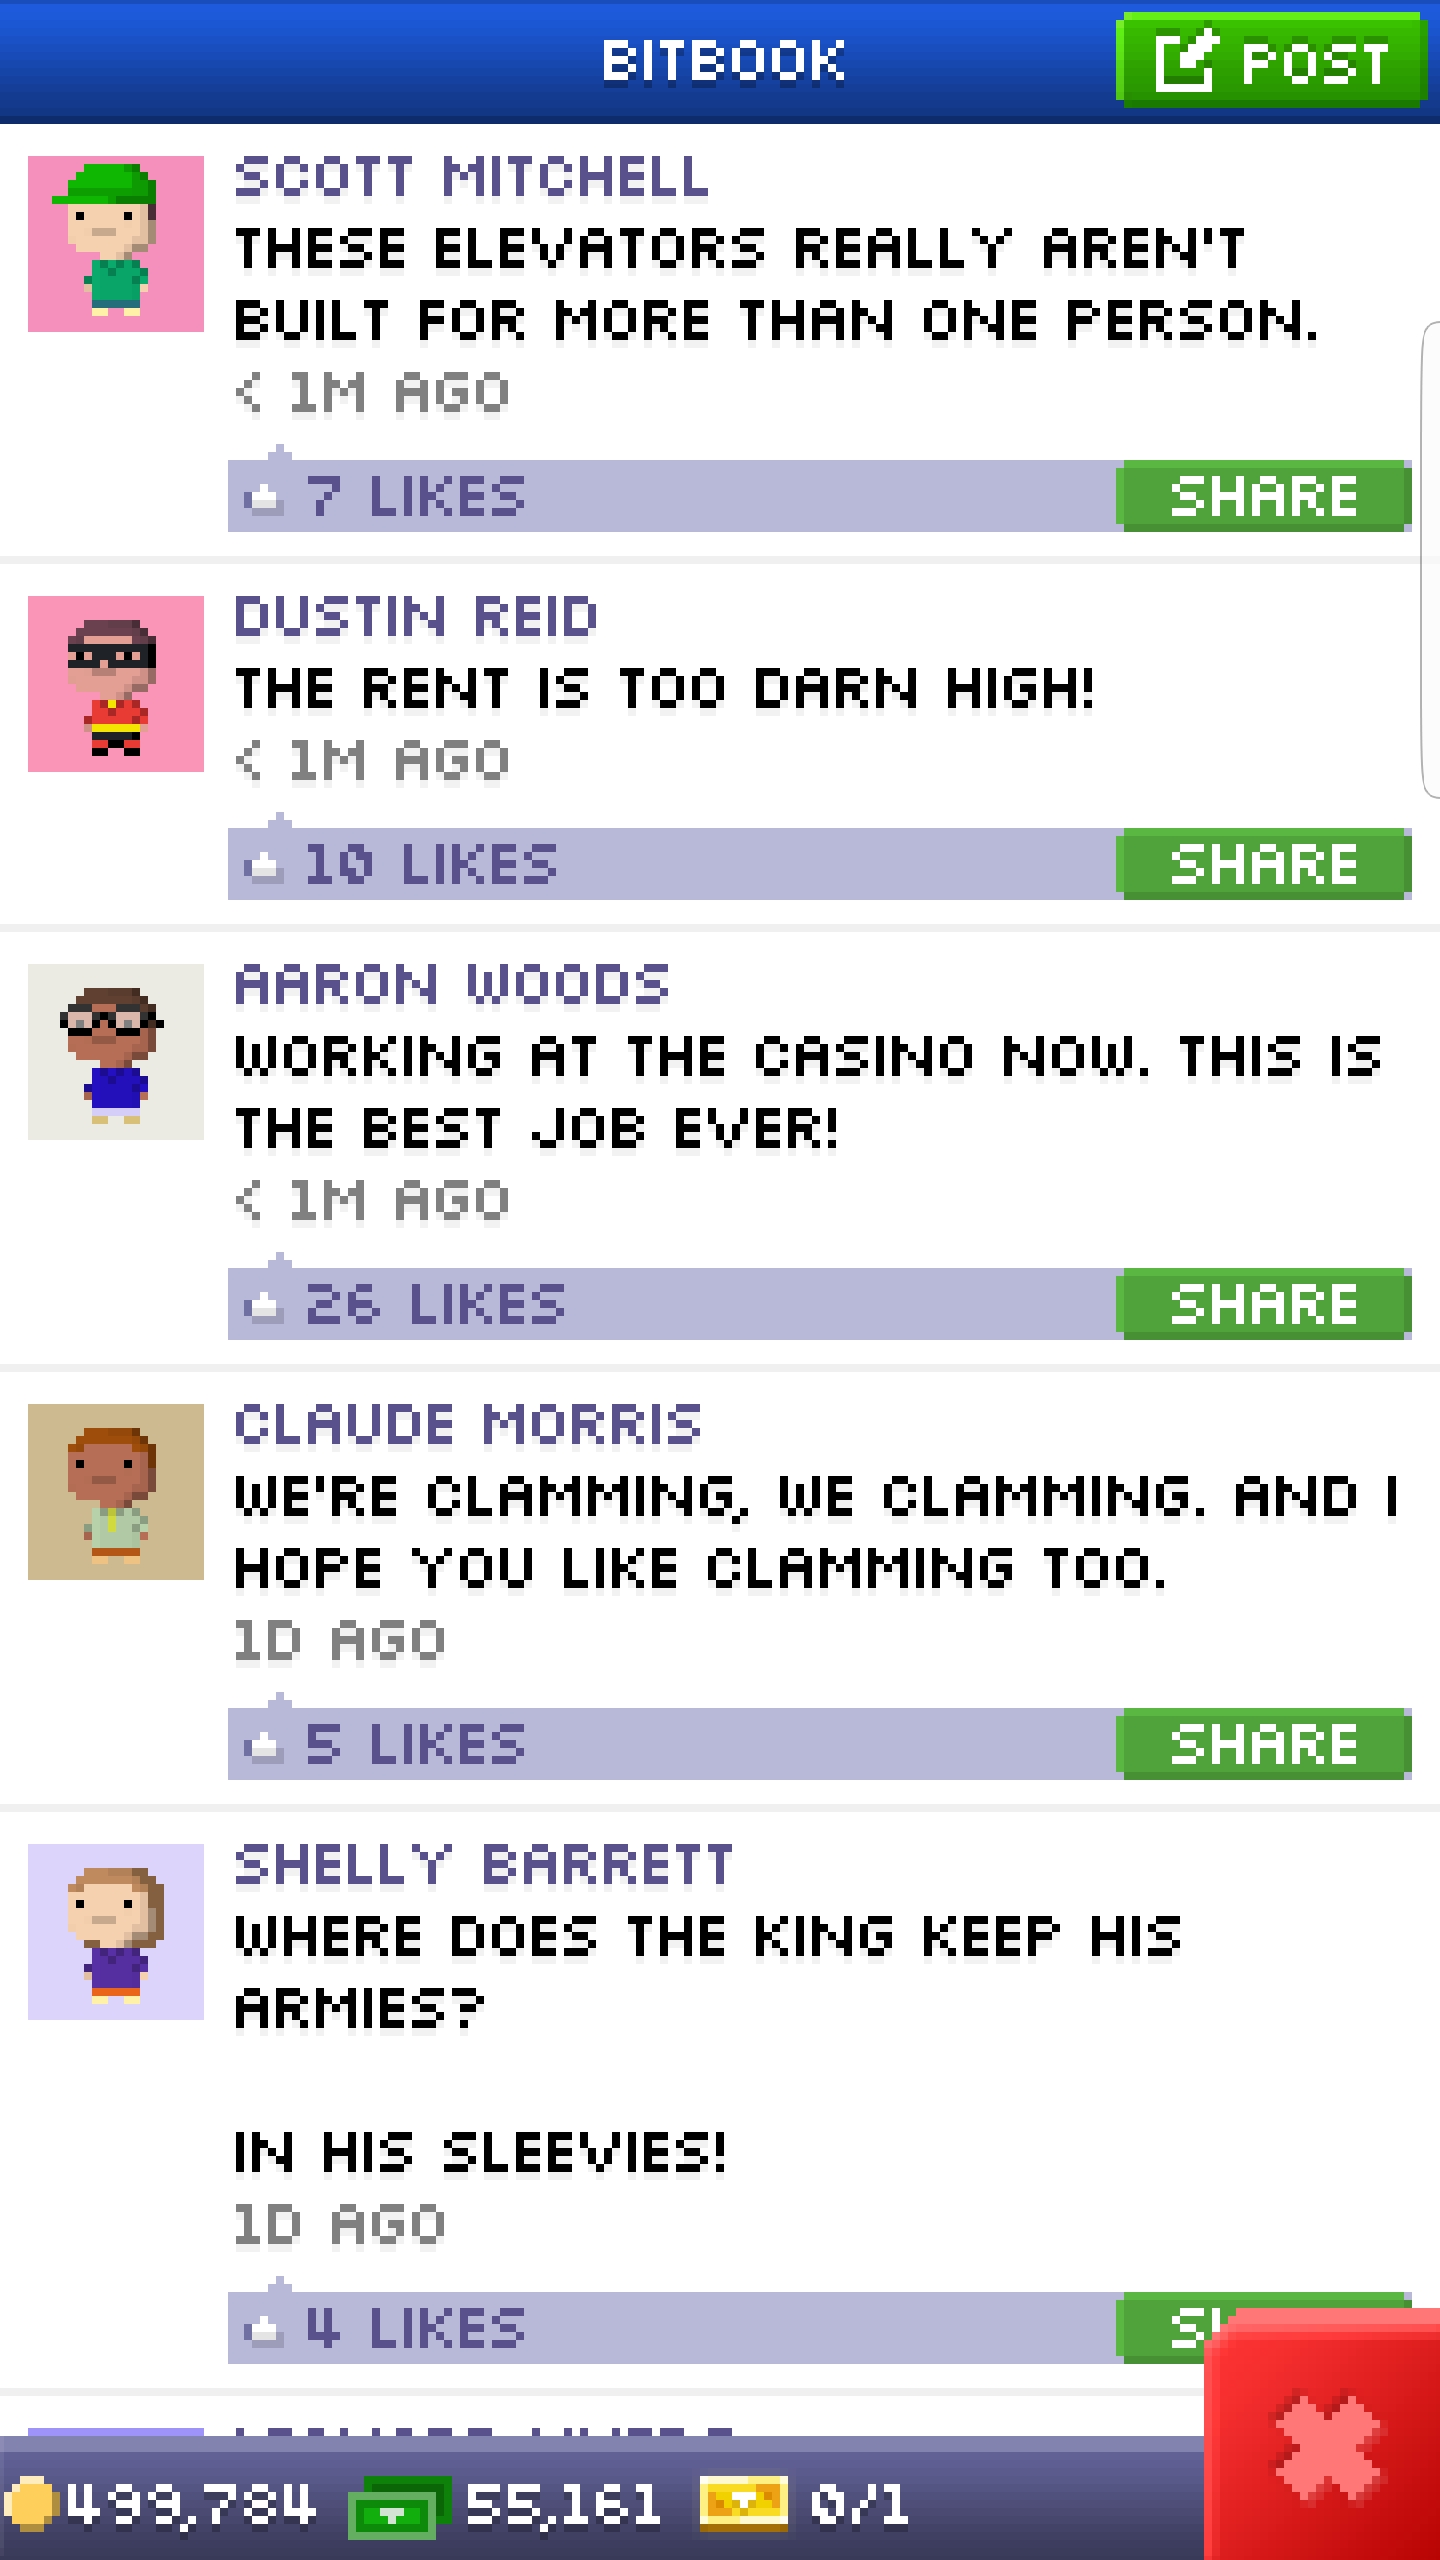 BITBOOK
POST
SCOTT MITCHELL
THESE ELEVATORS REALLY AREN'T
BUILT FOR MORE THAN ONE PERSON.
< 1M AGO
7 LIKES
SHARE
DUSTIN REID
THE RENT IS TOO DARN HIGH!
< 1M AGO
10 LIKES
SHARE
AARON WOODS
WORKING AT THE CASINO NOW. THIS IS
THE BEST JOB EVER!
< 1M AGO
26 LIKES
SHARE
CLAUDE MORRIS
WE'RE CLAMMING, WE CLAMMING. AND I
HOPE YOU LIKE CLAMMING TOO.
1D AGO
5 LIKES
SHARE
SHELLY BARRETT
WHERE DOES THE KING KEEP HIS
ARMIES?
IN HIS SLEEVIES!
1D AGO
4 LIKES
499,784
55,161
0/1